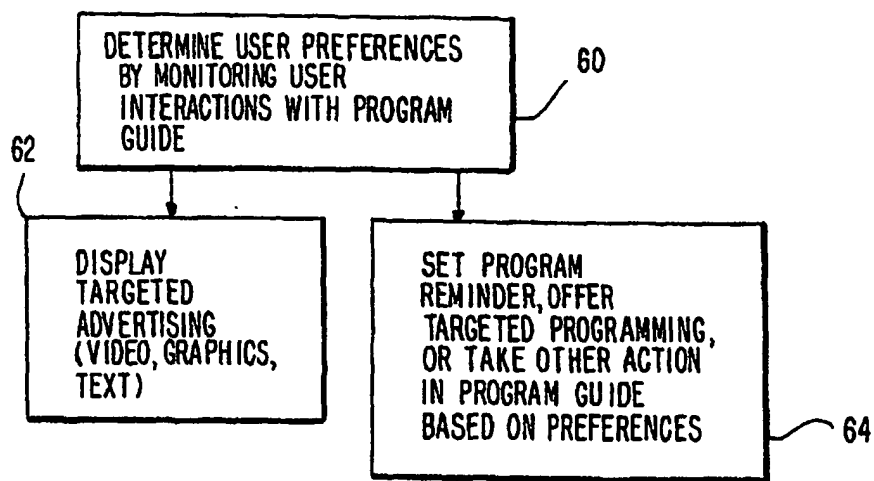 DETERMINE USER PREFERENCES
BY MONITORING USER
INTERACTIONS WITH PROGRAM
GUIDE
60
62
DISPLAY
TARGETED
ADVERTISING
(VIDEO, GRAPHICS,
TEXT)
SET PROGRAM
REMINDER, OFFER
TARGETED PROGRAMMING,
OR TAKE OTHER ACTION
IN PROGRAM GUIDE
BASED ON PREFERENCES
64